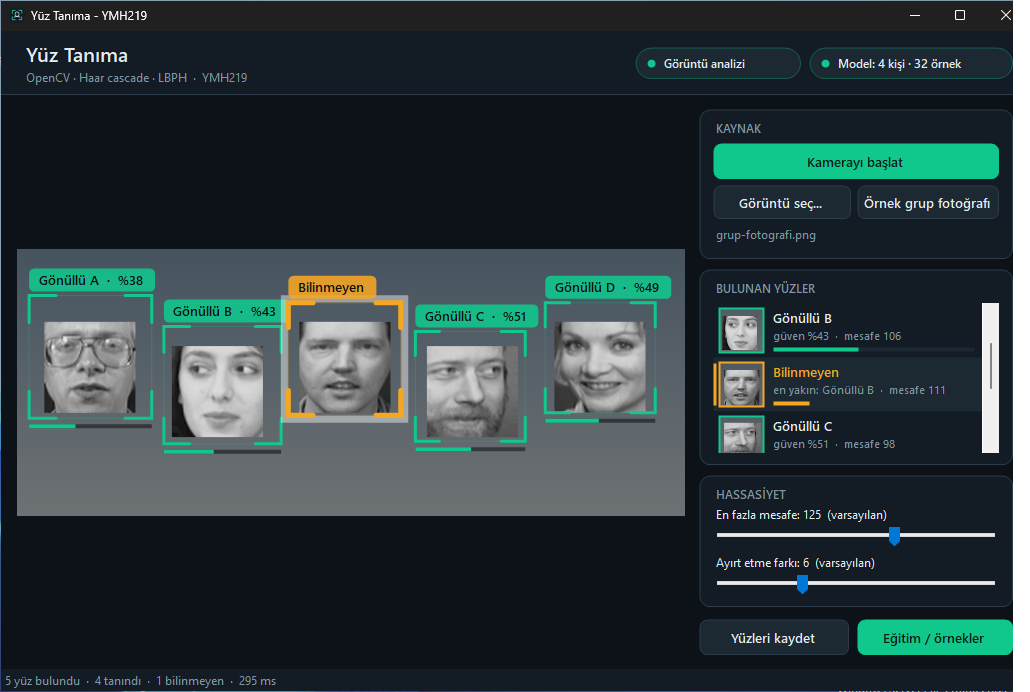 Yüz Tanıma - YMH219
Yüz Tanıma
OpenCV · Haar cascade · LBPH · YMH219
Görüntü analizi
Model: 4 kişi · 32 örnek
KAYNAK
Kamerayı başlat
Görüntü seç...
Örnek grup fotoğrafı
grup-fotografi.png
Gönüllü A · %38
Gönüllü B · %43
Bilinmeyen
Gönüllü C · %51
Gönüllü D · %49
BULUNAN YÜZLER
Gönüllü B
güven %43 · mesafe 106
Bilinmeyen
en yakın: Gönüllü B · mesafe 111
Gönüllü C
güven %51 · mesafe 98
HASSASİYET
En fazla mesafe: 125 (varsayılan)
Ayırt etme farkı: 6 (varsayılan)
Yüzleri kaydet
Eğitim / örnekler
5 yüz bulundu · 4 tanındı · 1 bilinmeyen · 295 ms